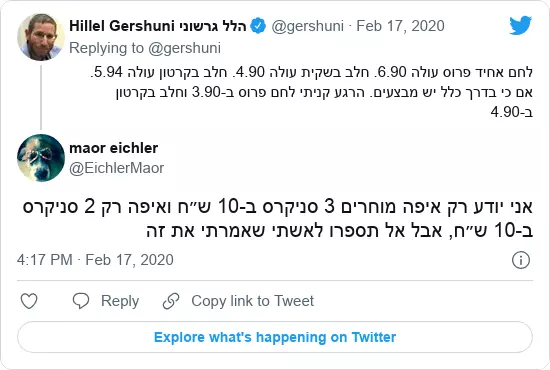 Hillel Gershuni הלל גרשוני @gershuni · Feb 17, 2020
Replying to @gershuni
לחם אחיד פרוס עולה 6.90. חלב בשקית עולה 4.90. חלב בקרטון עולה 5.94.
אם כי בדרך כלל יש מבצעים. הרגע קניתי לחם פרוס ב-3.90 וחלב בקרטון
ב-4.90
maor eichler
@EichlerMaor
אני יודע רק איפה מוחרים 3 סניקרס ב-10 ש״ח ואיפה רק 2 סניקרס
ב-10 ש״ח, אבל אל תספרו לאשתי שאמרתי את זה
4:17 PM · Feb 17, 2020
Reply
Copy link to Tweet
Explore what's happening on Twitter